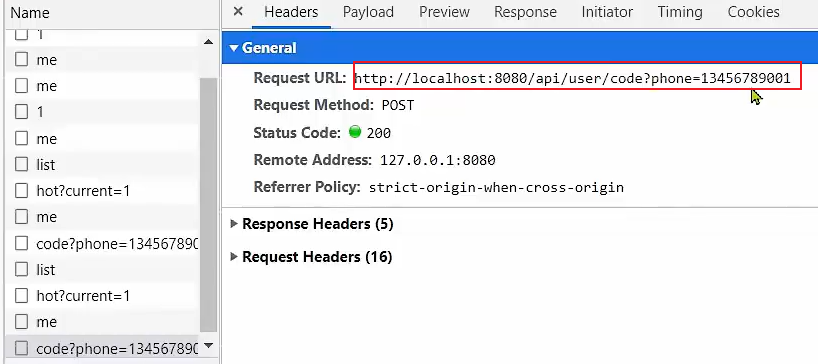 Name
1
me
me
1
me
list
hot?current=1
me
code?phone=134567890
list
hot?current=1
me
code?phone=134567890
× Headers Payload Preview Response Initiator Timing Cookies
▼ General
Request URL: http://localhost:8080/api/user/code?phone=13456789001
Request Method: POST
Status Code: 200
Remote Address: 127.0.0.1:8080
Referrer Policy: strict-origin-when-cross-origin
▶ Response Headers (5)
▶ Request Headers (16)